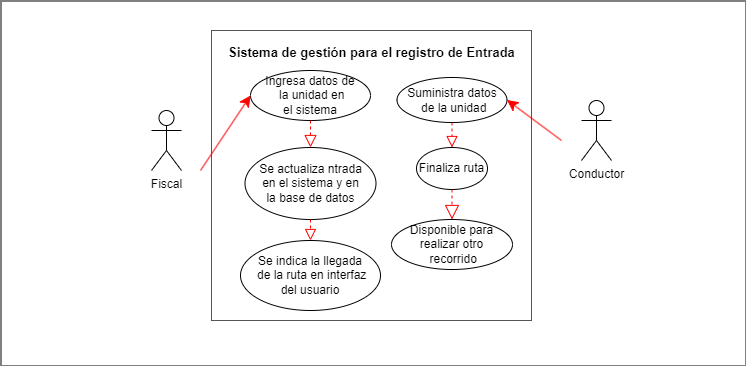 Sistema de gestión para el registro de Entrada
Ingresa datos de
la unidad en
el sistema
Suministra datos
de la unidad
Fiscal
Conductor
Se actualiza ntrada
en el sistema y en
la base de datos
Finaliza ruta
Disponible para
realizar otro
recorrido
Se indica la llegada
de la ruta en interfaz
del usuario